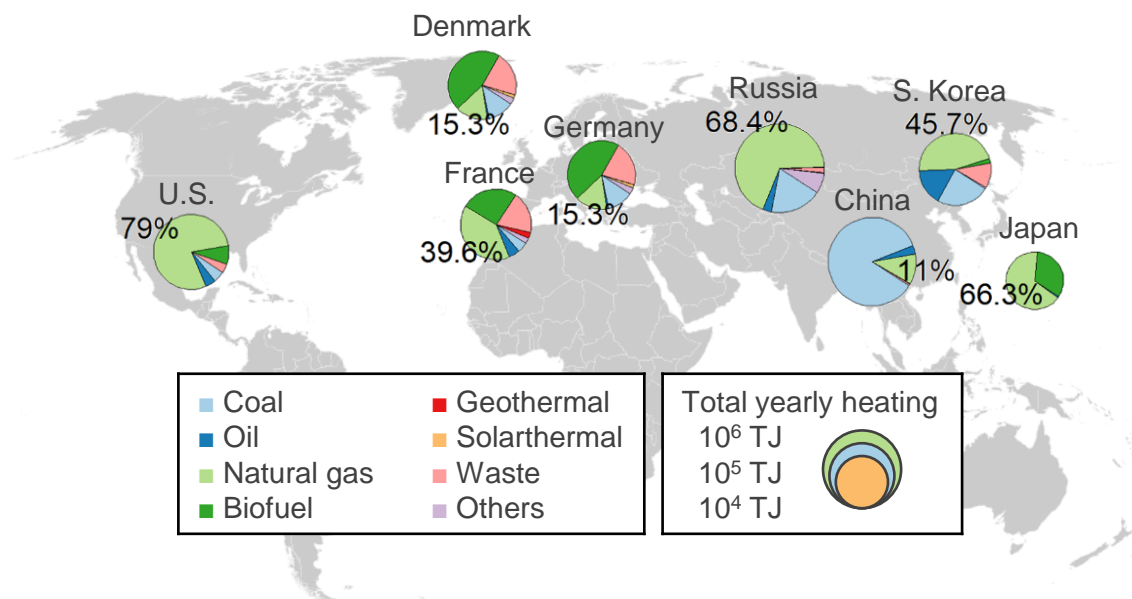 Denmark
15.3%
Germany
15.3%
France
39.6%
Russia
68.4%
S. Korea
45.7%
U.S.
79%
China
11%
Japan
66.3%
Coal
Oil
Natural gas
Biofuel
Geothermal
Solarthermal
Waste
Others
Total yearly heating
10⁶ TJ
10⁵ TJ
10⁴ TJ